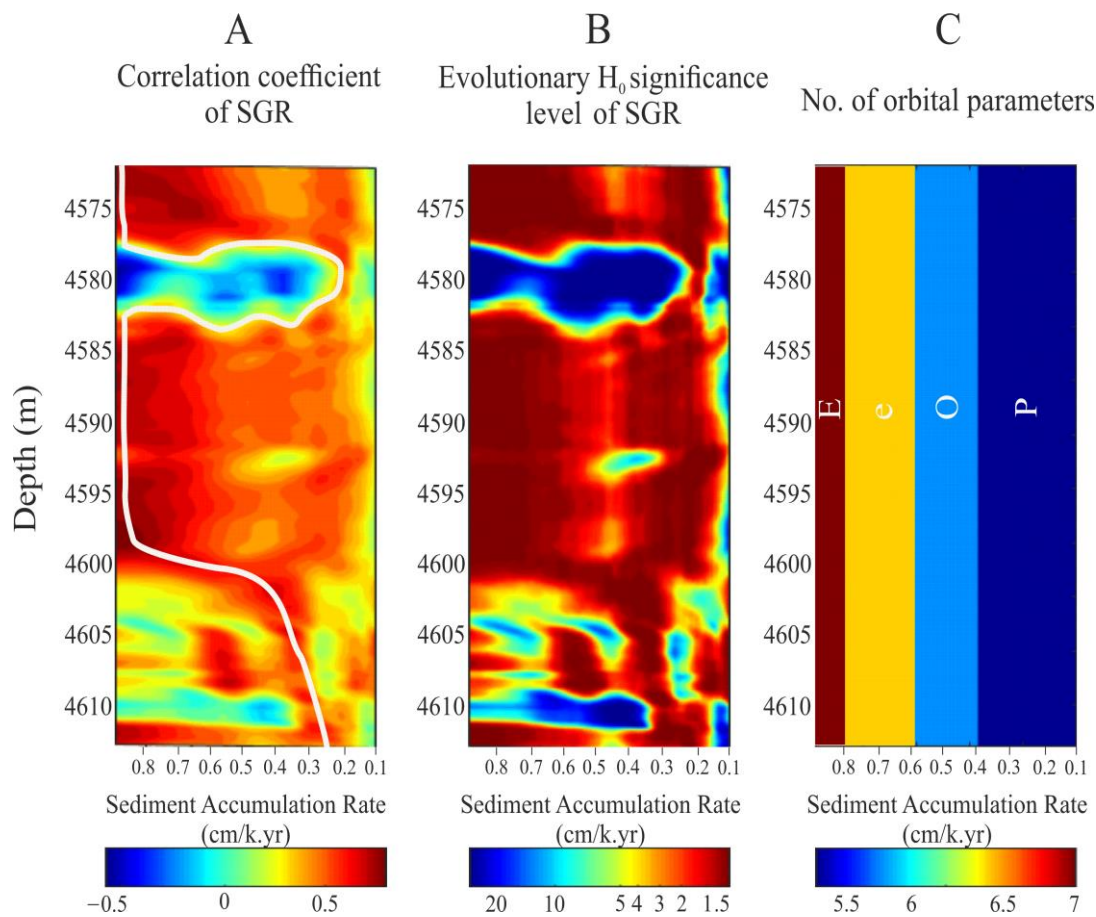 A
Correlation coefficient
of SGR
B
Evolutionary H₀ significance
level of SGR
C
No. of orbital parameters
Depth (m)
4575
4580
4585
4590
4595
4600
4605
4610
0.8 0.7 0.6 0.5 0.4 0.3 0.2 0.1
Sediment Accumulation Rate
(cm/k.yr)
−0.5 0 0.5
4575
4580
4585
4590
4595
4600
4605
4610
0.8 0.7 0.6 0.5 0.4 0.3 0.2 0.1
Sediment Accumulation Rate
(cm/k.yr)
20 10 5 4 3 2 1.5
4575
4580
4585
4590
4595
4600
4605
4610
E e O P
0.8 0.7 0.6 0.5 0.4 0.3 0.2 0.1
Sediment Accumulation Rate
(cm/k.yr)
5.5 6 6.5 7